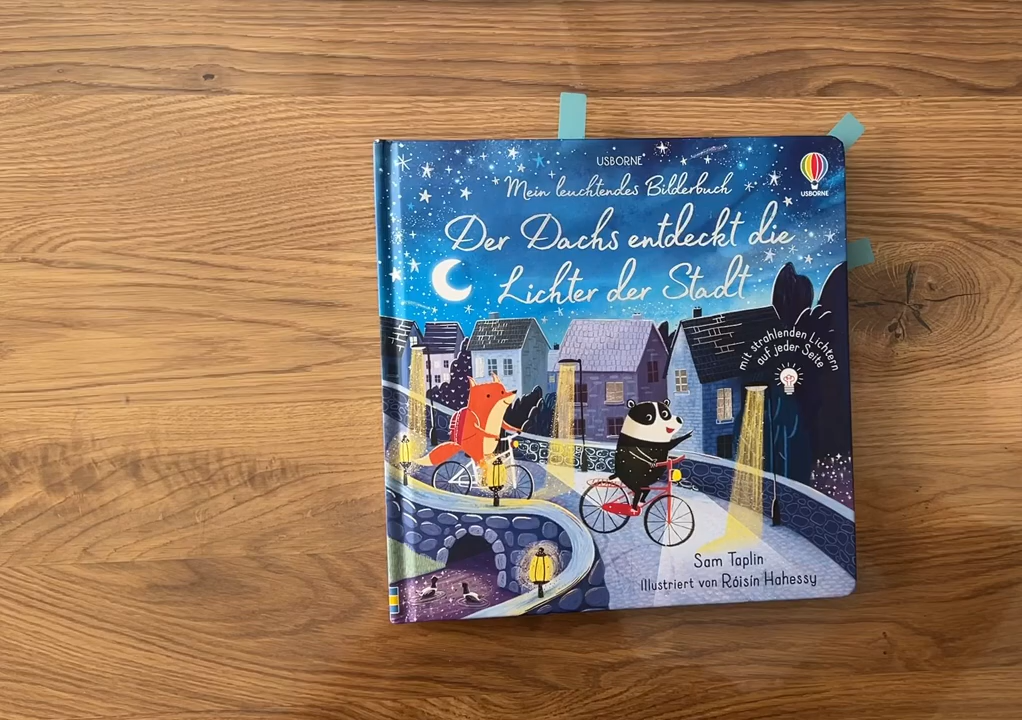 USBORNE
Mein leuchtendes Bilderbuch
Der Dachs entdeckt die
Lichter der Stadt
USBORNE
mit strahlenden Lichtern
auf jeder Seite
Sam Taplin
Illustriert von Róisín Hahessy